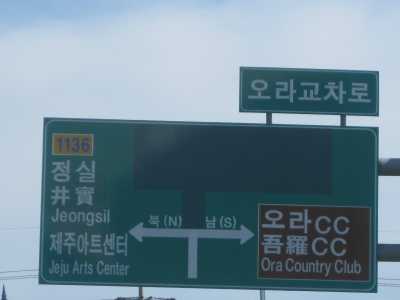 오라교차로
1136
정실
井實
Jeongsil
제주아트센터
Jeju Arts Center
북(N)
남(S)
오라CC
吾羅CC
Ora Country Club